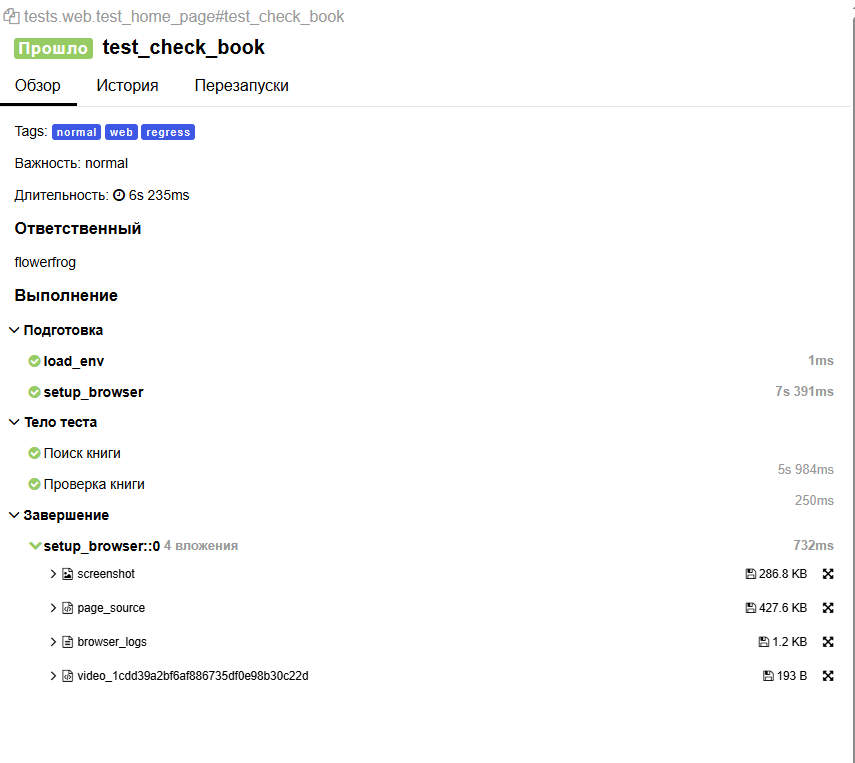 tests.web.test_home_page#test_check_book
Прошло test_check_book
Обзор История Перезапуски
Tags: normal web regress
Важность: normal
Длительность: 6s 235ms
Ответственный
flowerfrog
Выполнение
Подготовка
load_env 1ms
setup_browser 7s 391ms
Тело теста
Поиск книги 5s 984ms
Проверка книги 250ms
Завершение
setup_browser::0 4 вложения 732ms
screenshot 286.8 KB
page_source 427.6 KB
browser_logs 1.2 KB
video_1cdd39a2bf6af886735df0e98b30c22d 193 B